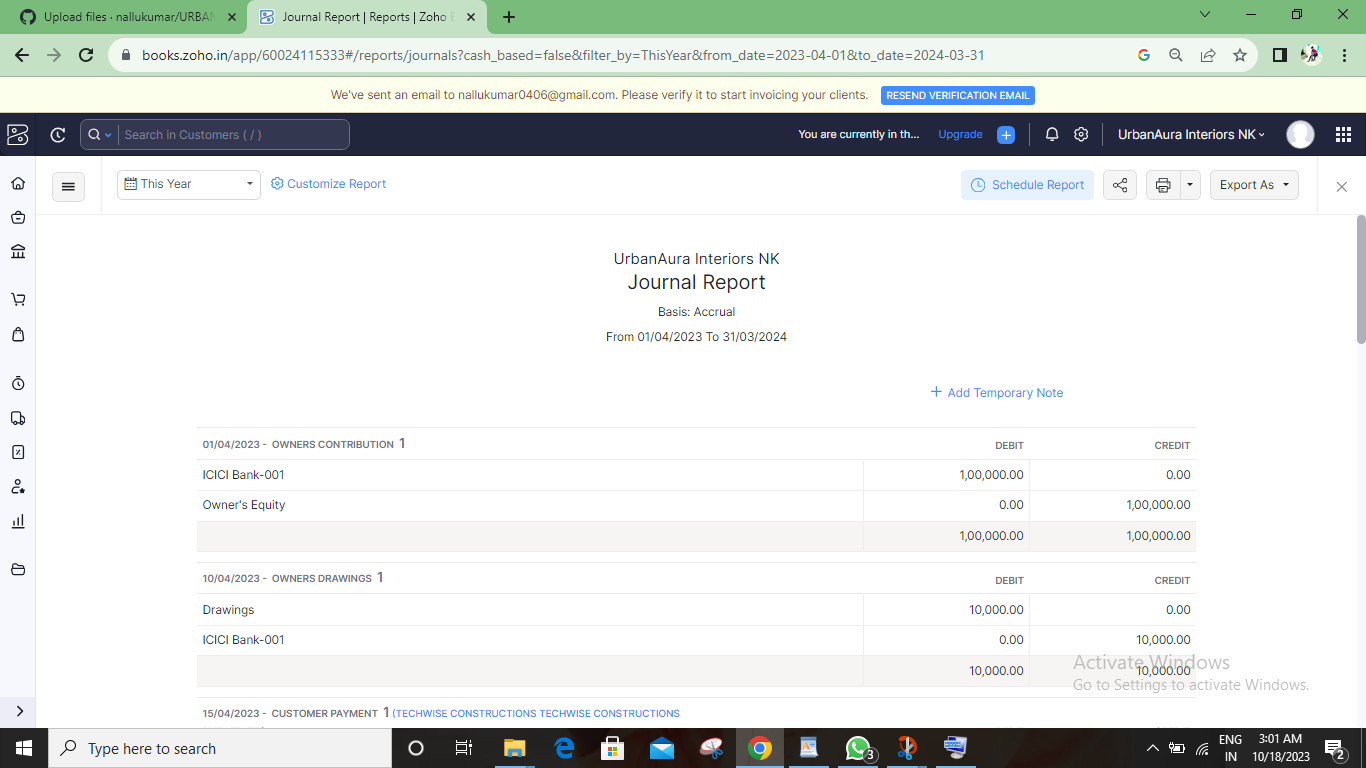 Upload files · nallukumar/URBAN
Journal Report | Reports | Zoho B
books.zoho.in/app/60024115333#/reports/journals?cash_based=false&filter_by=ThisYear&from_date=2023-04-01&to_date=2024-03-31
We've sent an email to nallukumar0406@gmail.com. Please verify it to start invoicing your clients. RESEND VERIFICATION EMAIL
Search in Customers ( / )
You are currently in th... Upgrade UrbanAura Interiors NK
This Year Customize Report Schedule Report Export As
UrbanAura Interiors NK
Journal Report
Basis: Accrual
From 01/04/2023 To 31/03/2024
+ Add Temporary Note
01/04/2023 - OWNERS CONTRIBUTION 1 DEBIT CREDIT
ICICI Bank-001 1,00,000.00 0.00
Owner's Equity 0.00 1,00,000.00
1,00,000.00 1,00,000.00
10/04/2023 - OWNERS DRAWINGS 1 DEBIT CREDIT
Drawings 10,000.00 0.00
ICICI Bank-001 0.00 10,000.00
10,000.00 10,000.00
Activate Windows
Go to Settings to activate Windows.
15/04/2023 - CUSTOMER PAYMENT 1 (TECHWISE CONSTRUCTIONS TECHWISE CONSTRUCTIONS
Type here to search
3
ENG 3:01 AM
IN 10/18/2023
2